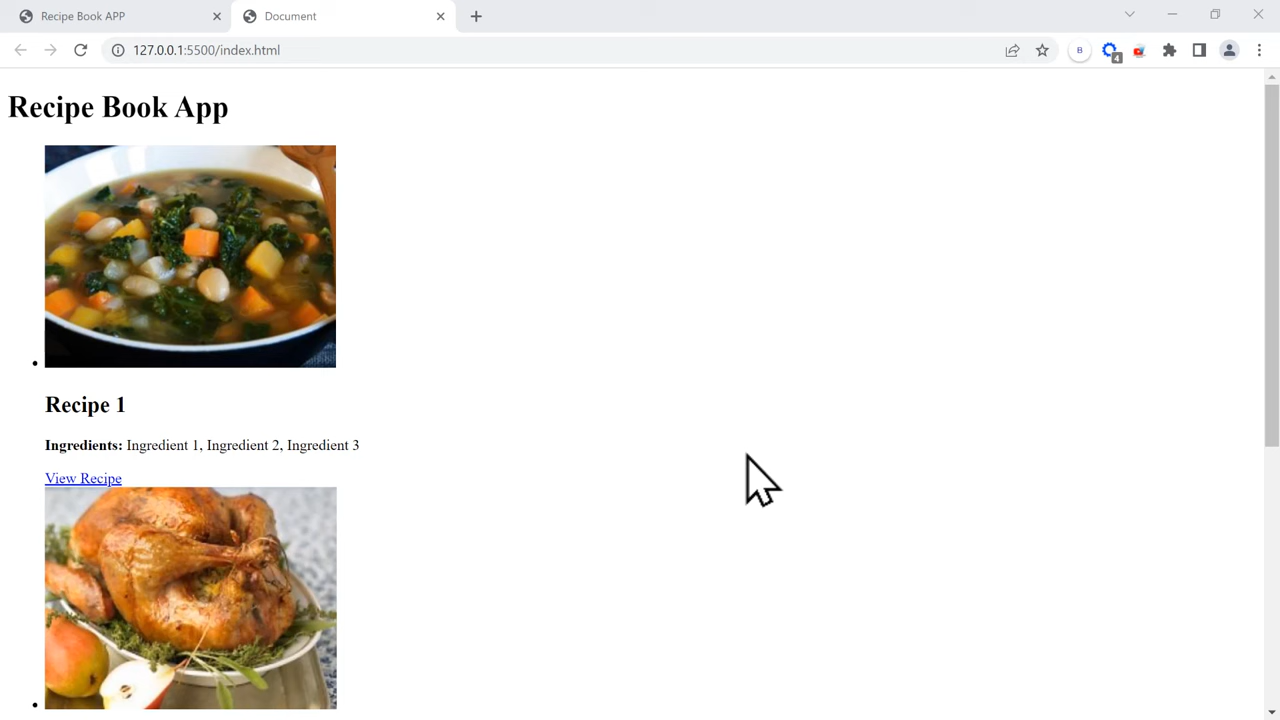 Recipe Book APP
Document
127.0.0.1:5500/index.html
B
4
Recipe Book App
Recipe 1
Ingredients: Ingredient 1, Ingredient 2, Ingredient 3
View Recipe